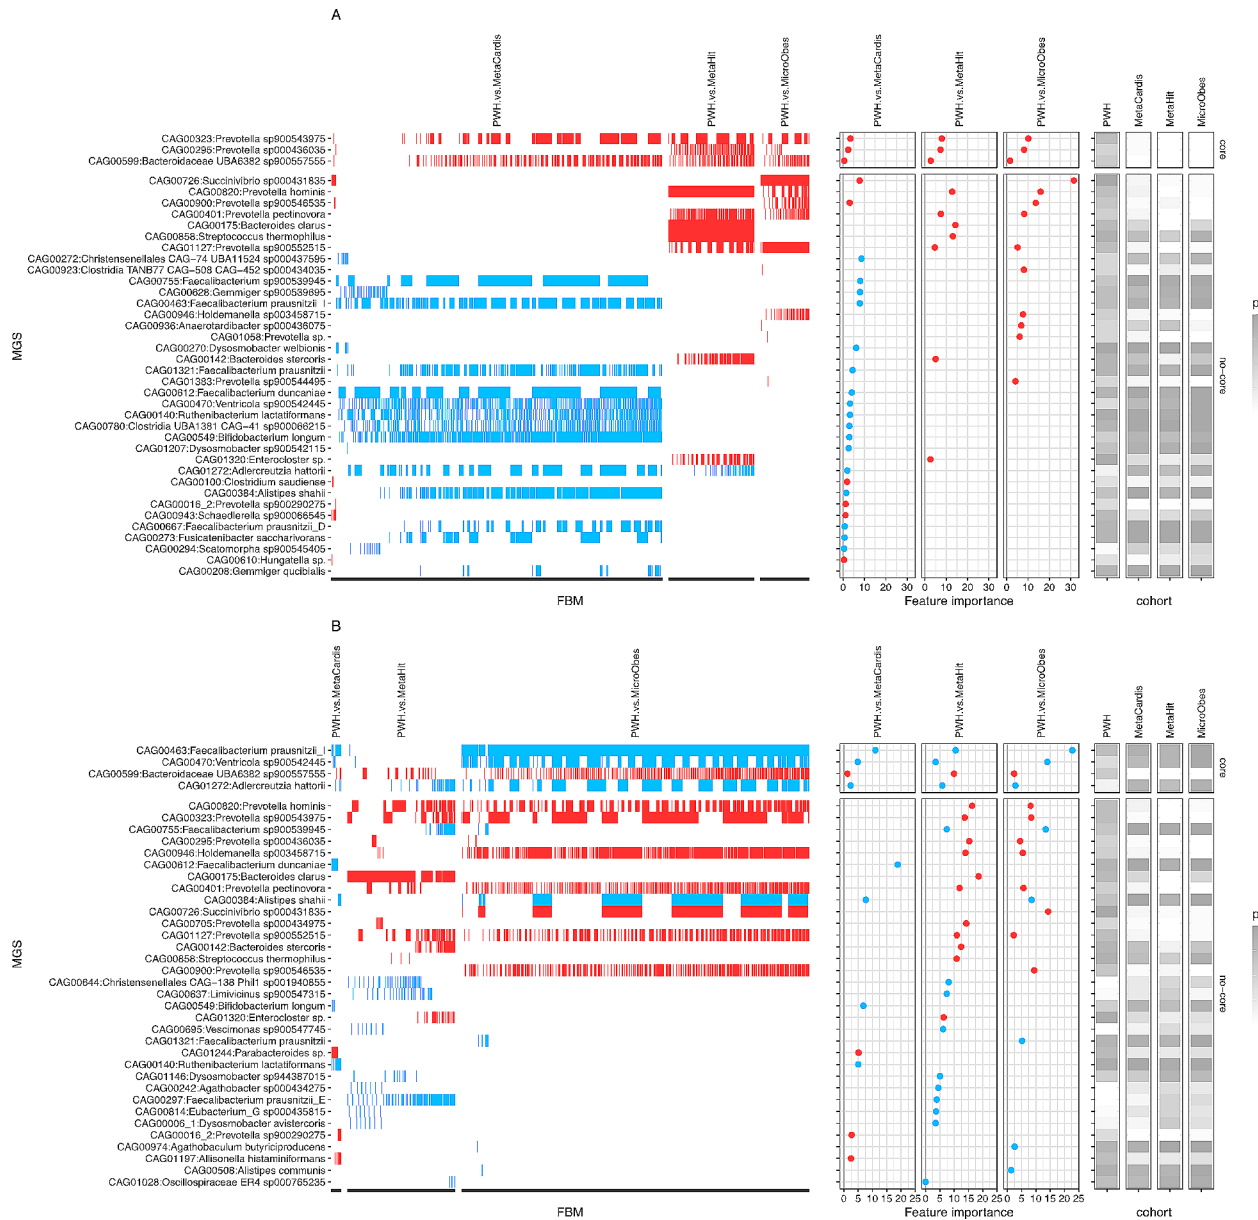 A
PWH.vs.MetaCardis
PWH.vs.MetaHit
PWH.vs.MicroObes
PWH.vs.MetaCardis
PWH.vs.MetaHit
PWH.vs.MicroObes
PWH
MetaCardis
MetaHit
MicroObes
CAG00323:Prevotella sp900543975
CAG00295:Prevotella sp900436035
CAG00599:Bacteroidaceae UBA6382 sp900557555
core
CAG00726:Succinivibrio sp000431835
CAG00820:Prevotella hominis
CAG00900:Prevotella sp900546535
CAG00401:Prevotella pectinovora
CAG00175:Bacteroides clarus
CAG00858:Streptococcus thermophilus
CAG01127:Prevotella sp900552515
CAG00272:Christensenellales CAG-74 UBA11524 sp000437595
CAG00923:Clostridia TANB77 CAG-508 CAG-452 sp000434035
CAG00755:Faecalibacterium sp900539945
CAG00628:Gemmiger sp900539695
CAG00463:Faecalibacterium prausnitzii_I
CAG00946:Holdemanella sp003458715
CAG00936:Anaerotardibacter sp000436075
CAG01058:Prevotella sp.
CAG00270:Dysosmobacter welbionis
CAG00142:Bacteroides stercoris
CAG01321:Faecalibacterium prausnitzii
CAG01383:Prevotella sp900544495
CAG00612:Faecalibacterium duncaniae
CAG00470:Ventricola sp900542445
CAG00140:Ruthenibacterium lactatiformans
CAG00780:Clostridia UBA1381 CAG-41 sp900066215
CAG00549:Bifidobacterium longum
CAG01207:Dysosmobacter sp900542115
CAG01320:Enterocloster sp.
CAG01272:Adlercreutzia hattorii
CAG00100:Clostridium saudiense
CAG00384:Alistipes shahii
CAG00016_2:Prevotella sp900290275
CAG00943:Schaedlerella sp900066545
CAG00667:Faecalibacterium prausnitzii_D
CAG00273:Fusicatenibacter saccharivorans
CAG00294:Scatomorpha sp900545405
CAG00610:Hungatella sp.
CAG00208:Gemmiger qucibialis
no-core
MGS
p
0 10 20 30
0 10 20 30
0 10 20 30
FBM
Feature importance
cohort
B
PWH.vs.MetaCardis
PWH.vs.MetaHit
PWH.vs.MicroObes
PWH.vs.MetaCardis
PWH.vs.MetaHit
PWH.vs.MicroObes
PWH
MetaCardis
MetaHit
MicroObes
CAG00463:Faecalibacterium prausnitzii_I
CAG00470:Ventricola sp900542445
CAG00599:Bacteroidaceae UBA6382 sp900557555
CAG01272:Adlercreutzia hattorii
core
CAG00820:Prevotella hominis
CAG00323:Prevotella sp900543975
CAG00755:Faecalibacterium sp900539945
CAG00295:Prevotella sp900436035
CAG00946:Holdemanella sp003458715
CAG00612:Faecalibacterium duncaniae
CAG00175:Bacteroides clarus
CAG00401:Prevotella pectinovora
CAG00384:Alistipes shahii
CAG00726:Succinivibrio sp000431835
CAG00705:Prevotella sp000434975
CAG01127:Prevotella sp900552515
CAG00142:Bacteroides stercoris
CAG00858:Streptococcus thermophilus
CAG00900:Prevotella sp900546535
CAG00644:Christensenellales CAG-138 Phil1 sp001940855
CAG00637:Limivicinus sp900547315
CAG00549:Bifidobacterium longum
CAG01320:Enterocloster sp.
CAG00695:Vescimonas sp900547745
CAG01321:Faecalibacterium prausnitzii
CAG01244:Parabacteroides sp.
CAG00140:Ruthenibacterium lactatiformans
CAG01146:Dysosmobacter sp944387015
CAG00242:Agathobacter sp000434275
CAG00297:Faecalibacterium prausnitzii_E
CAG00814:Eubacterium_G sp000435815
CAG00006_1:Dysosmobacter avistercoris
CAG00016_2:Prevotella sp900290275
CAG00974:Agathobaculum butyriciproducens
CAG01197:Allisonella histaminiformans
CAG00508:Alistipes communis
CAG01028:Oscillospiraceae ER4 sp000765235
no-core
MGS
p
0 5 10 15 20 25
0 5 10 15 20 25
0 5 10 15 20 25
FBM
Feature importance
cohort